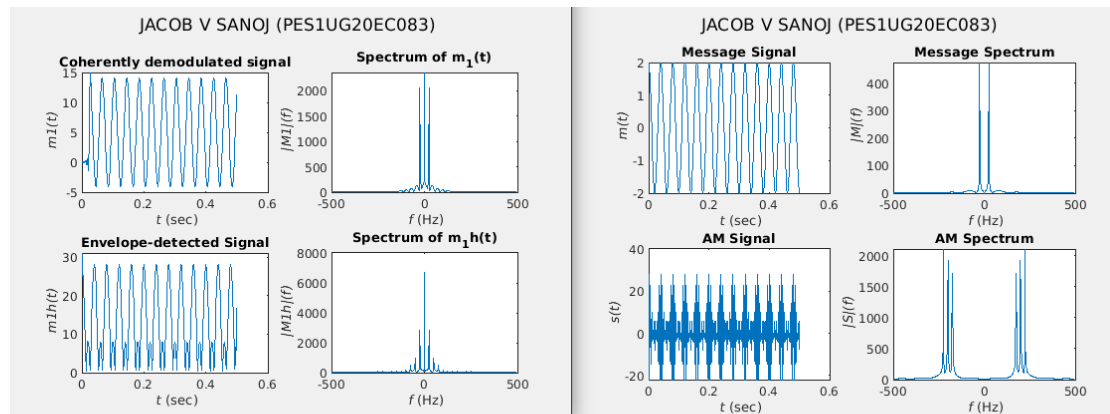 JACOB V SANOJ (PES1UG20EC083)
Coherently demodulated signal
15
10
5
0
-5
m1(t)
0 0.2 0.4 0.6
t (sec)
Spectrum of m1(t)
2000
1500
1000
500
0
|M1|(f)
-500 0 500
f (Hz)
Envelope-detected Signal
30
20
10
0
m1h(t)
0 0.2 0.4 0.6
t (sec)
Spectrum of m1h(t)
8000
6000
4000
2000
0
|M1h|(f)
-500 0 500
f (Hz)
JACOB V SANOJ (PES1UG20EC083)
Message Signal
2
1
0
-1
-2
m(t)
0 0.2 0.4 0.6
t (sec)
Message Spectrum
400
300
200
100
0
|M|(f)
-500 0 500
f (Hz)
AM Signal
40
20
0
-20
s(t)
0 0.2 0.4 0.6
t (sec)
AM Spectrum
2000
1500
1000
500
0
|S|(f)
-500 0 500
f (Hz)